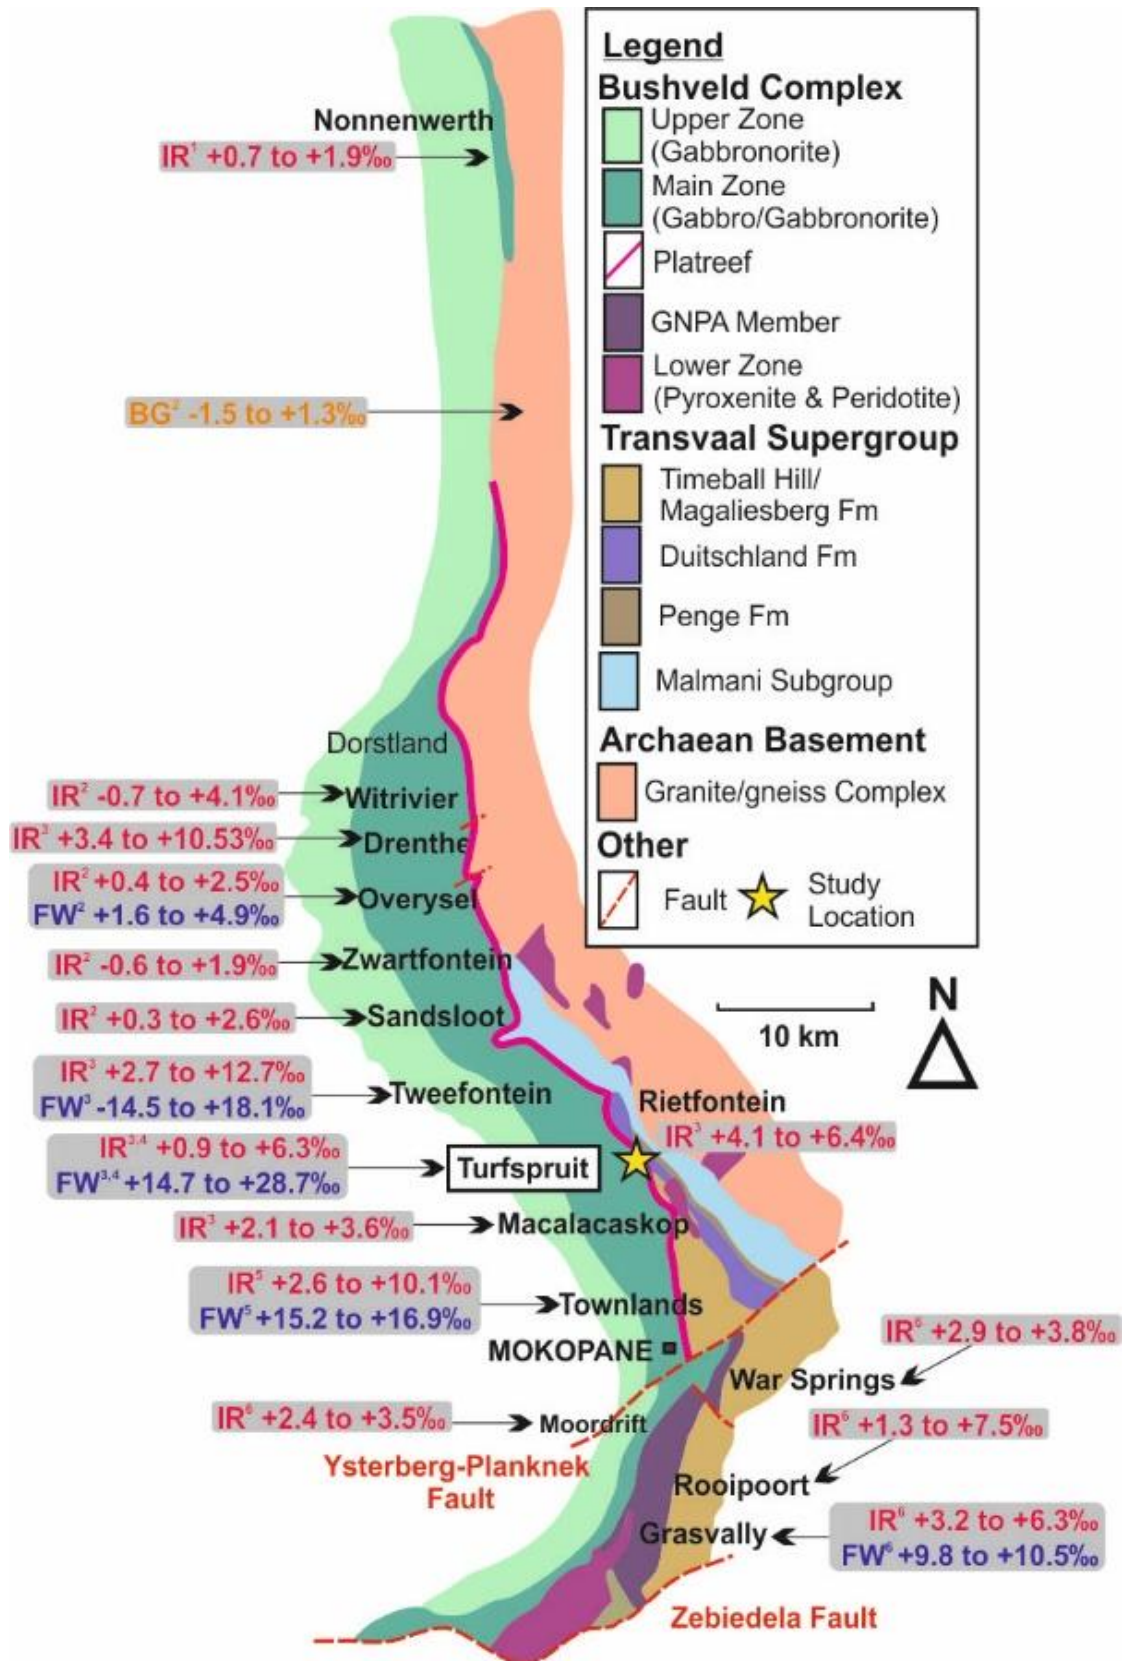 Legend
Bushveld Complex
Upper Zone
(Gabbronorite)
Main Zone
(Gabbro/Gabbronorite)
Platreef
GNPA Member
Lower Zone
(Pyroxenite & Peridotite)
Transvaal Supergroup
Timeball Hill/
Magaliesberg Fm
Duitschland Fm
Penge Fm
Malmani Subgroup
Archaean Basement
Granite/gneiss Complex
Other
Fault
Study
Location
Nonnenwerth
IR¹ +0.7 to +1.9‰
BG² -1.5 to +1.3‰
Dorstland
IR² -0.7 to +4.1‰
Witrivier
IR³ +3.4 to +10.53‰
Drenthe
IR² +0.4 to +2.5‰
FW² +1.6 to +4.9‰
Overysel
IR² -0.6 to +1.9‰
Zwartfontein
IR² +0.3 to +2.6‰
Sandsloot
N
10 km
IR³ +2.7 to +12.7‰
FW³ -14.5 to +18.1‰
Tweefontein
Rietfontein
IR³ +4.1 to +6.4‰
IR³·⁴ +0.9 to +6.3‰
FW³·⁴ +14.7 to +28.7‰
Turfspruit
IR³ +2.1 to +3.6‰
Macalacaskop
IR⁵ +2.6 to +10.1‰
FW⁵ +15.2 to +16.9‰
Townlands
MOKOPANE
IR⁶ +2.9 to +3.8‰
War Springs
IR⁶ +2.4 to +3.5‰
Moordrift
IR⁶ +1.3 to +7.5‰
Ysterberg-Planknek
Fault
Rooipoort
Grasvally
IR⁶ +3.2 to +6.3‰
FW⁶ +9.8 to +10.5‰
Zebiedela Fault